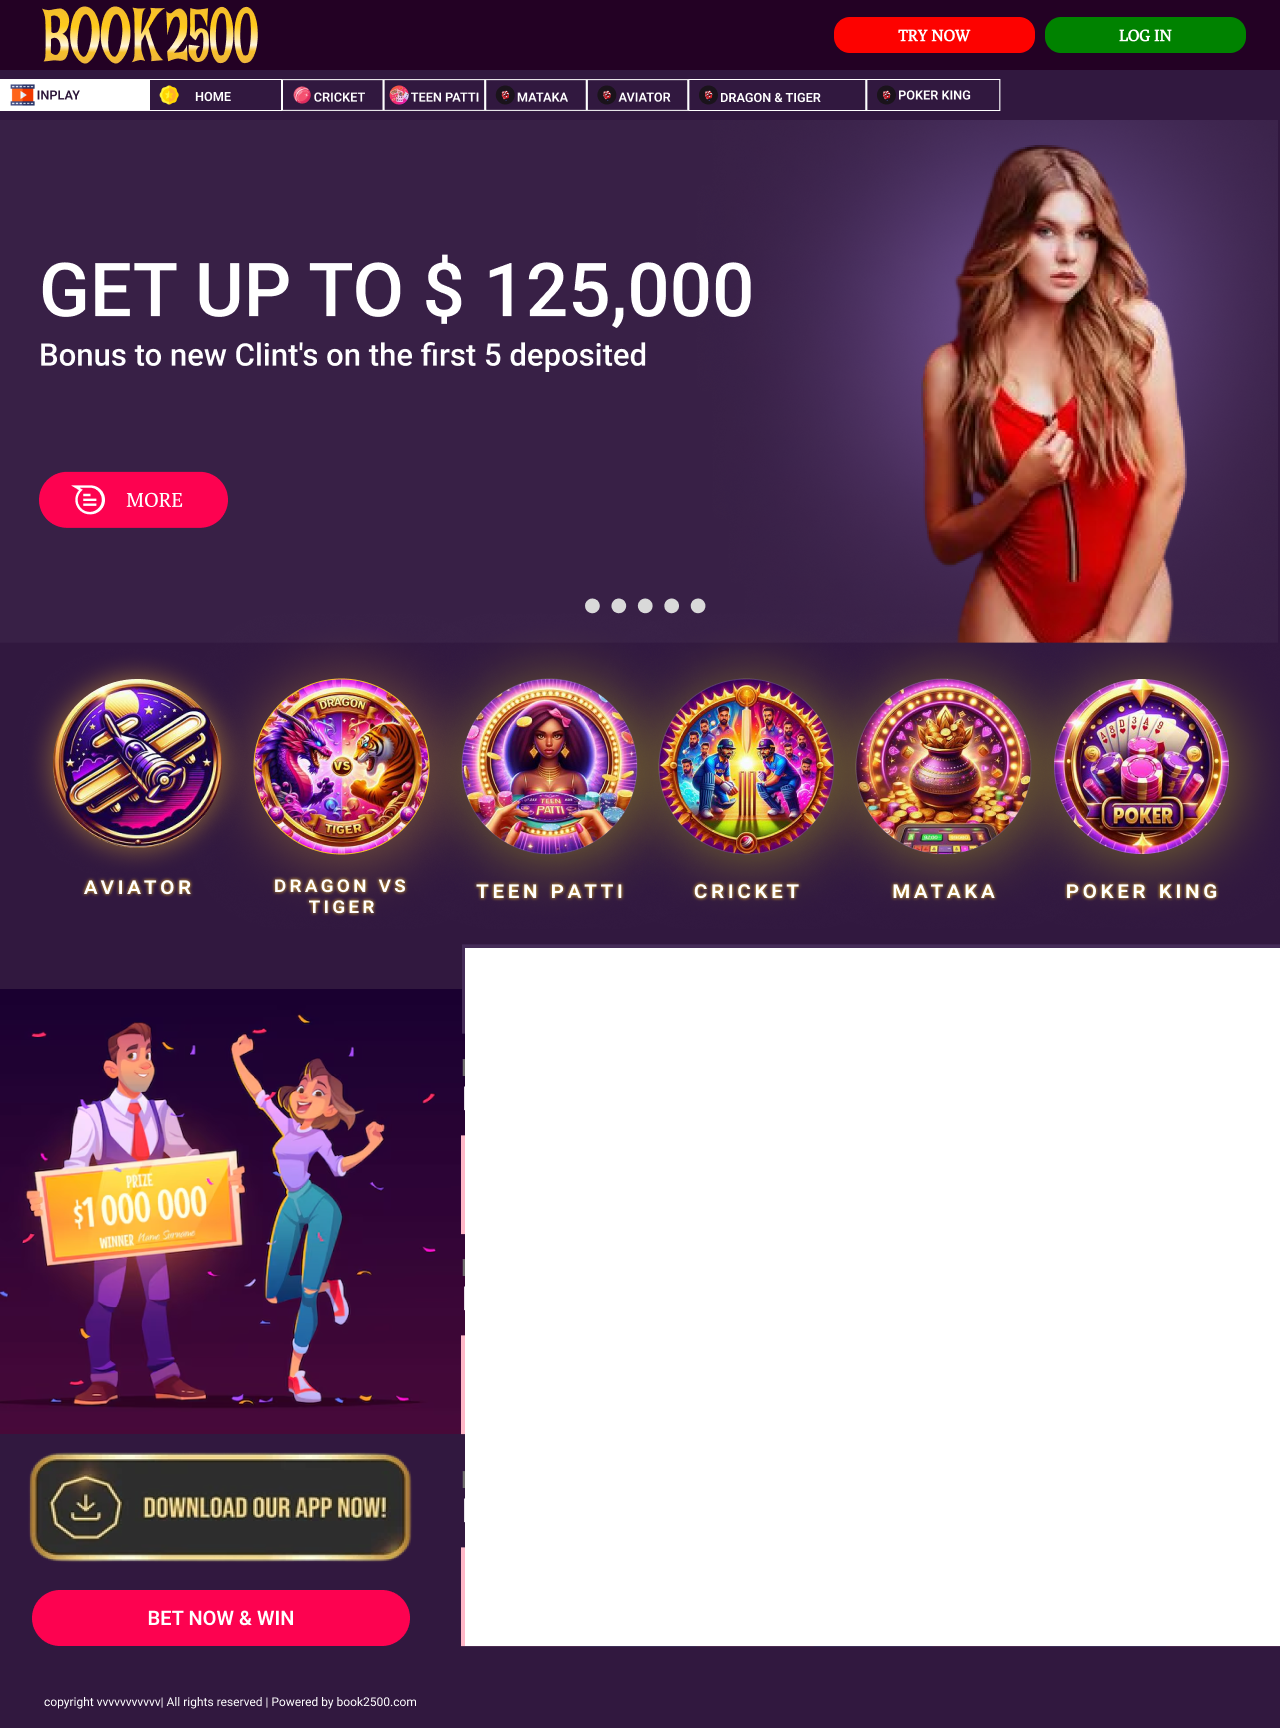 BOOK2500
TRY NOW
LOG IN
INPLAY
HOME
CRICKET
TEEN PATTI
MATAKA
AVIATOR
DRAGON & TIGER
POKER KING
GET UP TO $ 125,000
Bonus to new Clint's on the first 5 deposited
MORE
DRAGON
VS
TIGER
TEEN
PATTI
POKER
AVIATOR
DRAGON VS
TIGER
TEEN PATTI
CRICKET
MATAKA
POKER KING
PRIZE
$1 000 000
WINNER Name Surname
DOWNLOAD OUR APP NOW!
BET NOW & WIN
copyright vvvvvvvvvvv| All rights reserved | Powered by book2500.com